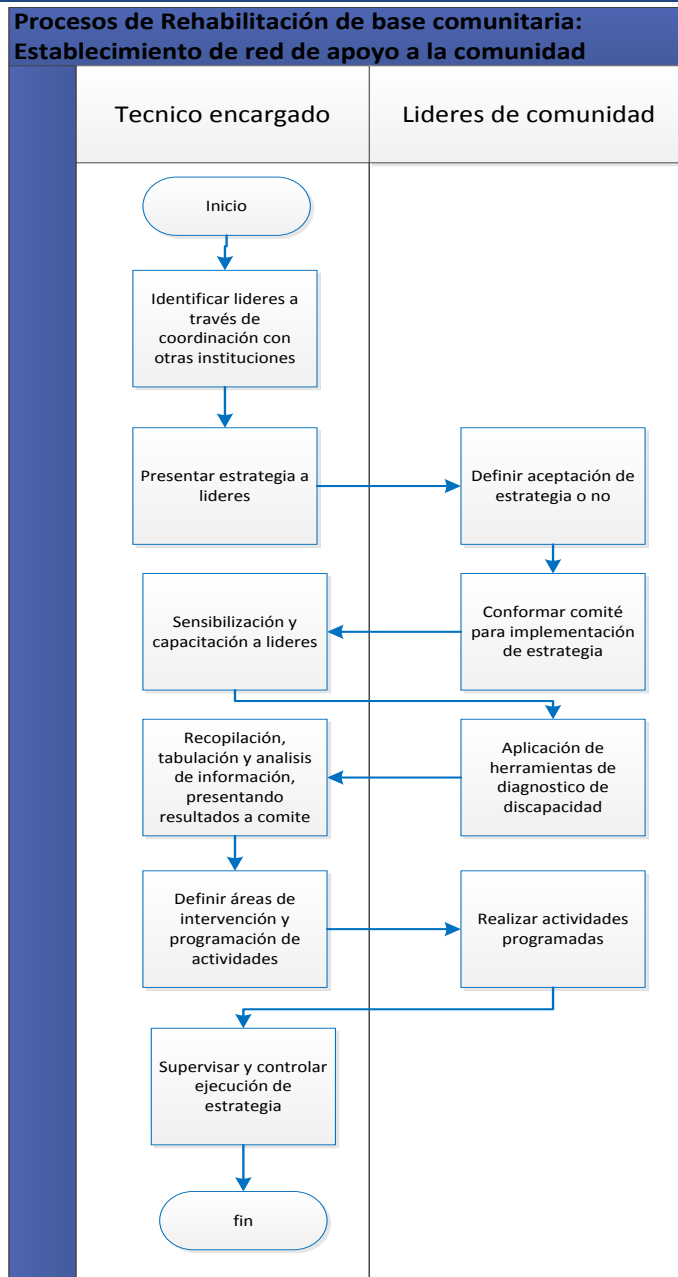 Procesos de Rehabilitación de base comunitaria:
Establecimiento de red de apoyo a la comunidad
Tecnico encargado
Lideres de comunidad
Inicio
Identificar lideres a
través de
coordinación con
otras instituciones
Presentar estrategia a
lideres
Definir aceptación de
estrategia o no
Conformar comité
para implementación
de estrategia
Sensibilización y
capacitación a lideres
Aplicación de
herramientas de
diagnostico de
discapacidad
Recopilación,
tabulación y analisis
de información,
presentando
resultados a comite
Definir áreas de
intervención y
programación de
actividades
Realizar actividades
programadas
Supervisar y controlar
ejecución de
estrategia
fin